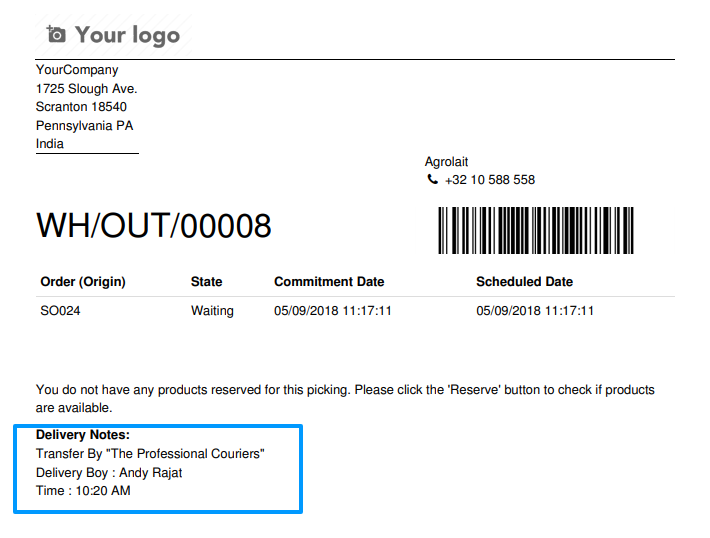 Your logo
YourCompany
1725 Slough Ave.
Scranton 18540
Pennsylvania PA
India
Agrolait
+32 10 588 558
WH/OUT/00008
Order (Origin) State Commitment Date Scheduled Date
SO024 Waiting 05/09/2018 11:17:11 05/09/2018 11:17:11
You do not have any products reserved for this picking. Please click the 'Reserve' button to check if products
are available.
Delivery Notes:
Transfer By "The Professional Couriers"
Delivery Boy : Andy Rajat
Time : 10:20 AM